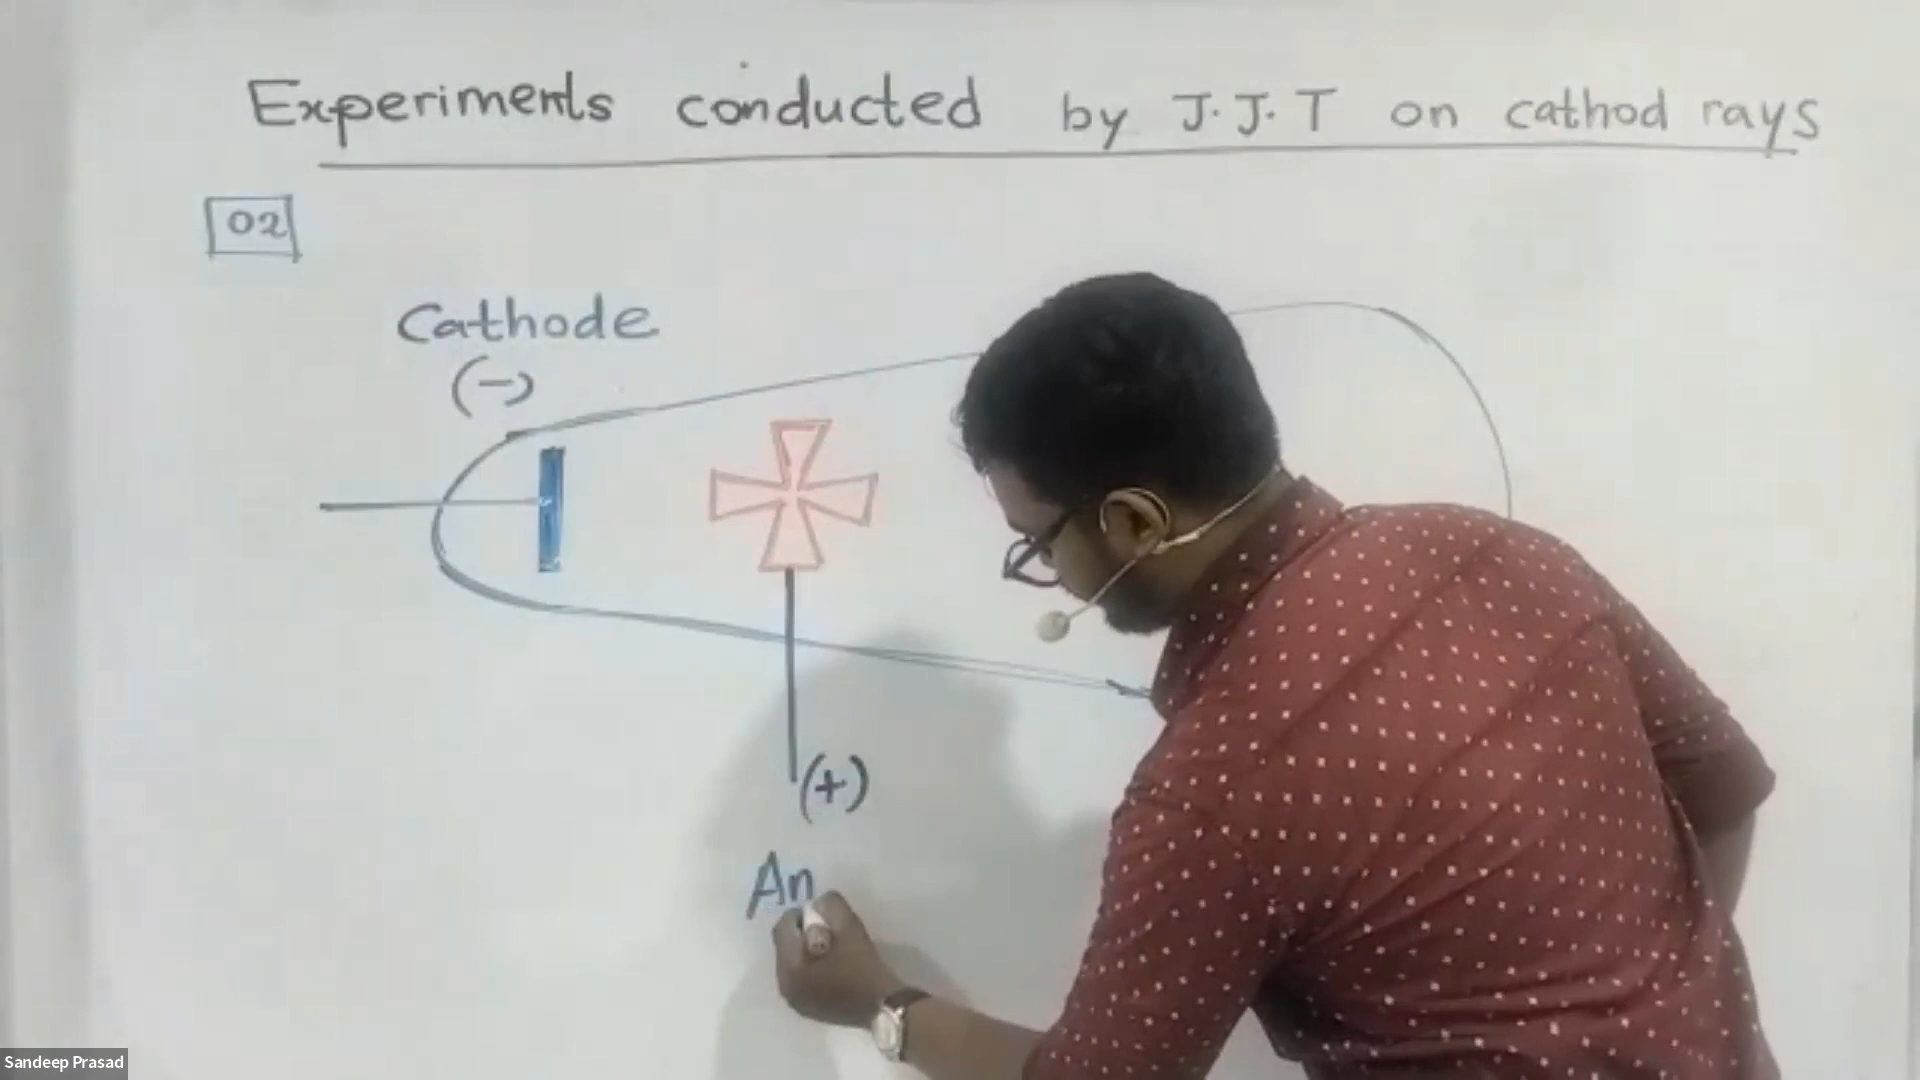 Experiments conducted by J.J.T on cathod rays
02
Cathode
(-)
(+)
An
Sandeep Prasad